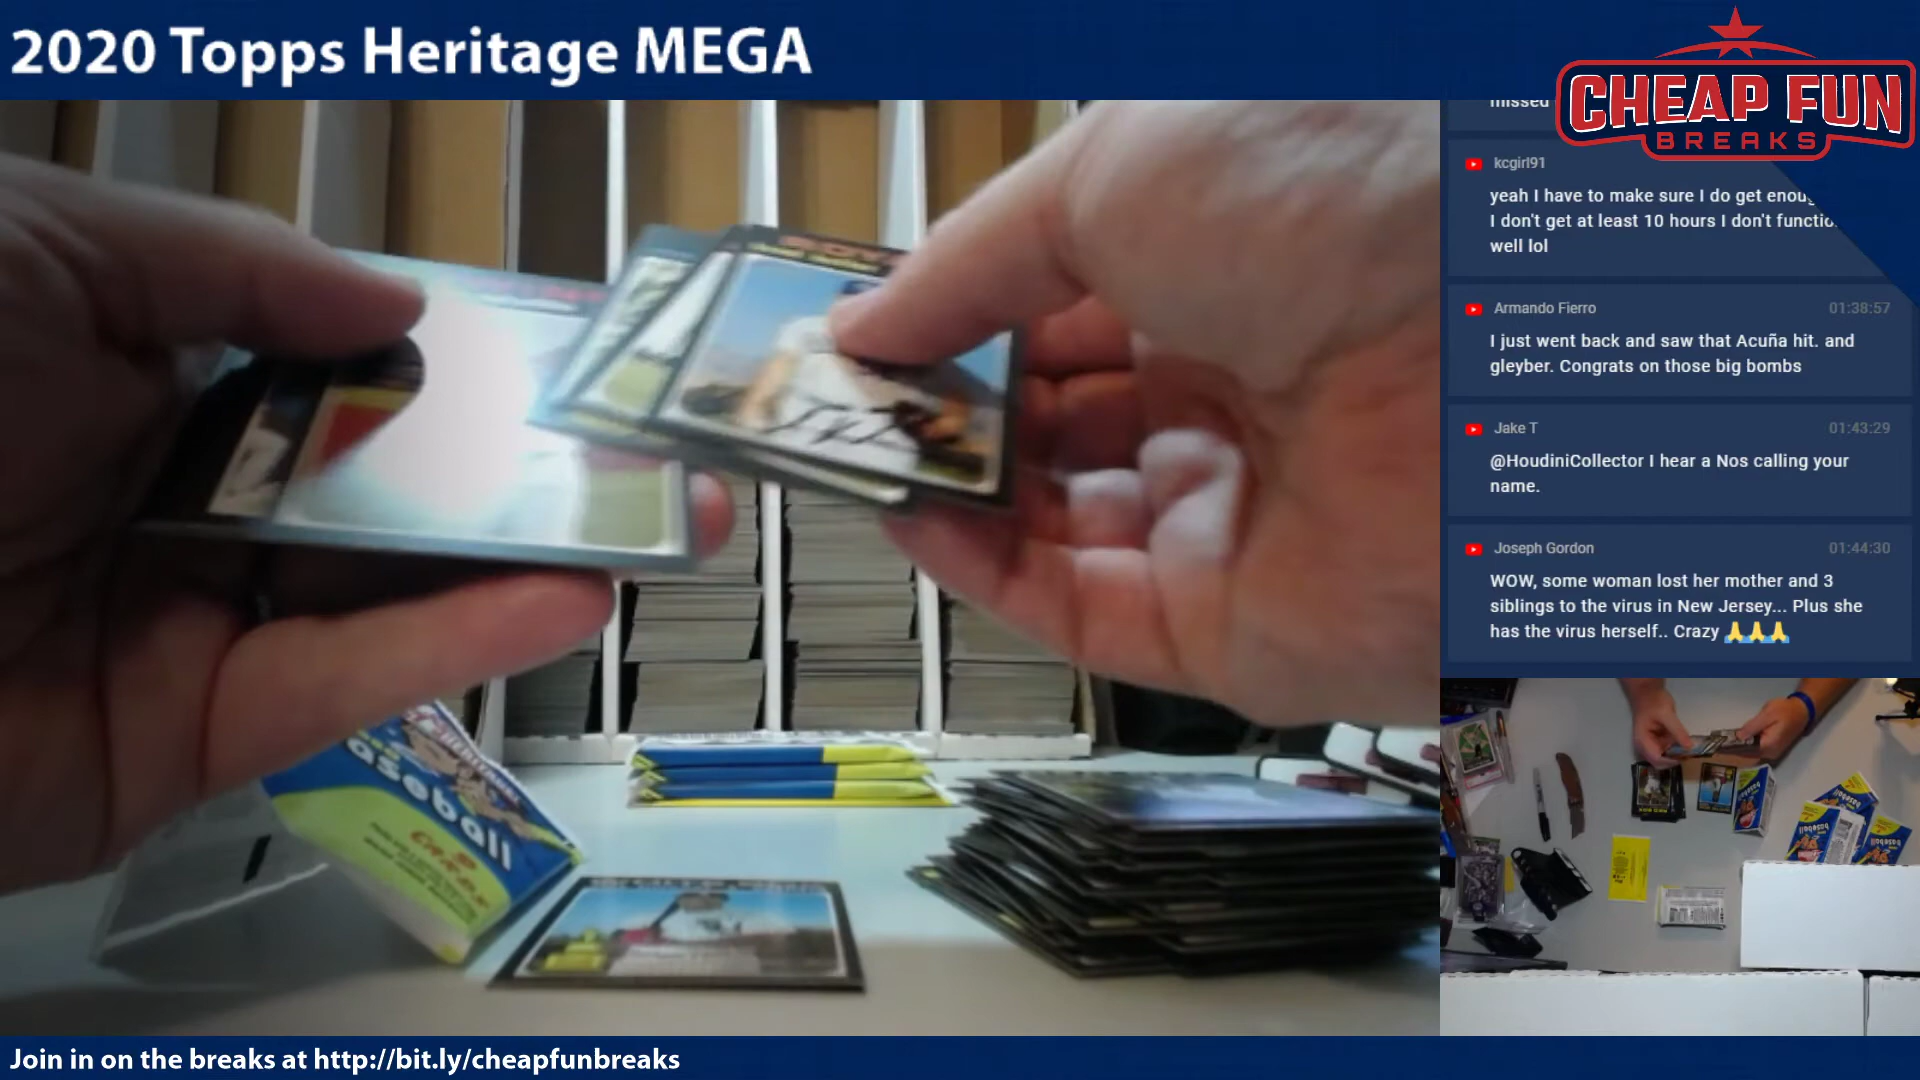 2020 Topps Heritage MEGA
CHEAP FUN
BREAKS
missed
kcgirl91
yeah I have to make sure I do get
I don't get at least 10 hours I don't
well lol
Armando Fierro 01:38:57
I just went back and saw that Acuña hit. and
gleyber. Congrats on those big bombs
Jake T 01:43:29
@HoudiniCollector I hear a Nos calling your
name.
Joseph Gordon 01:44:30
WOW, some woman lost her mother and 3
siblings to the virus in New Jersey... Plus she
has the virus herself.. Crazy 🙏🙏🙏
baseball
Join in on the breaks at http://bit.ly/cheapfunbreaks